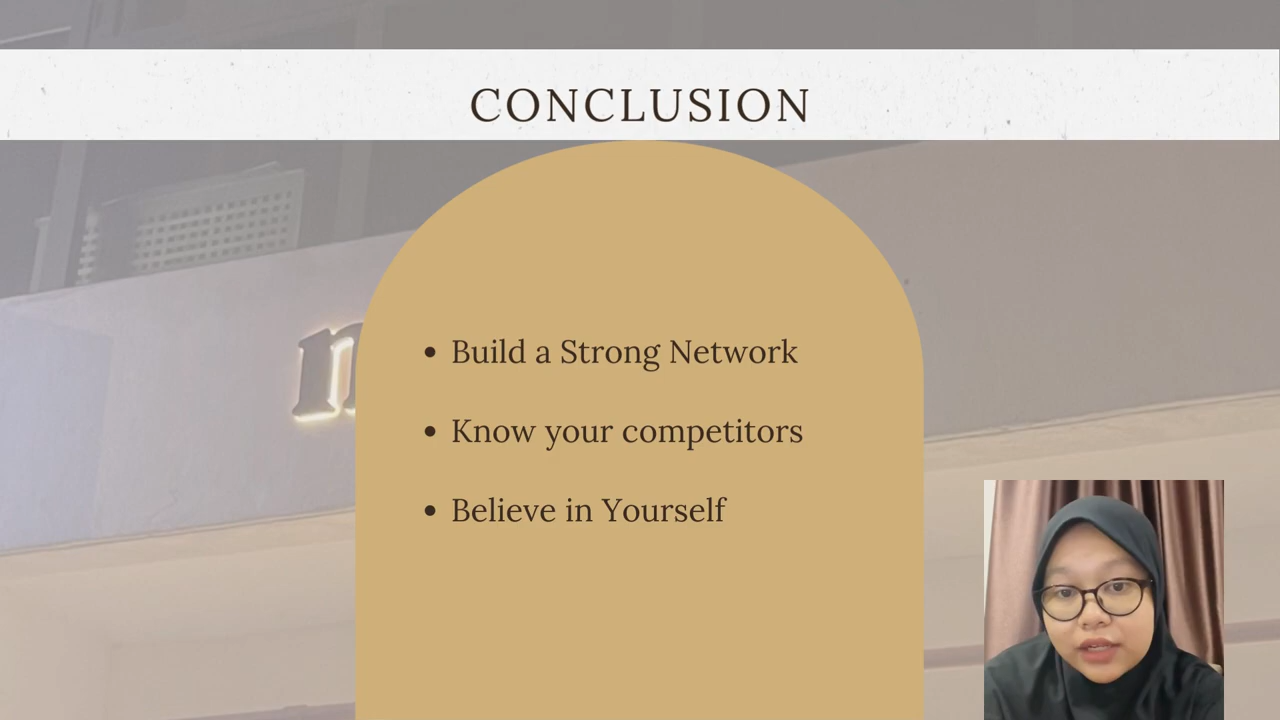 CONCLUSION
n
• Build a Strong Network
• Know your competitors
• Believe in Yourself